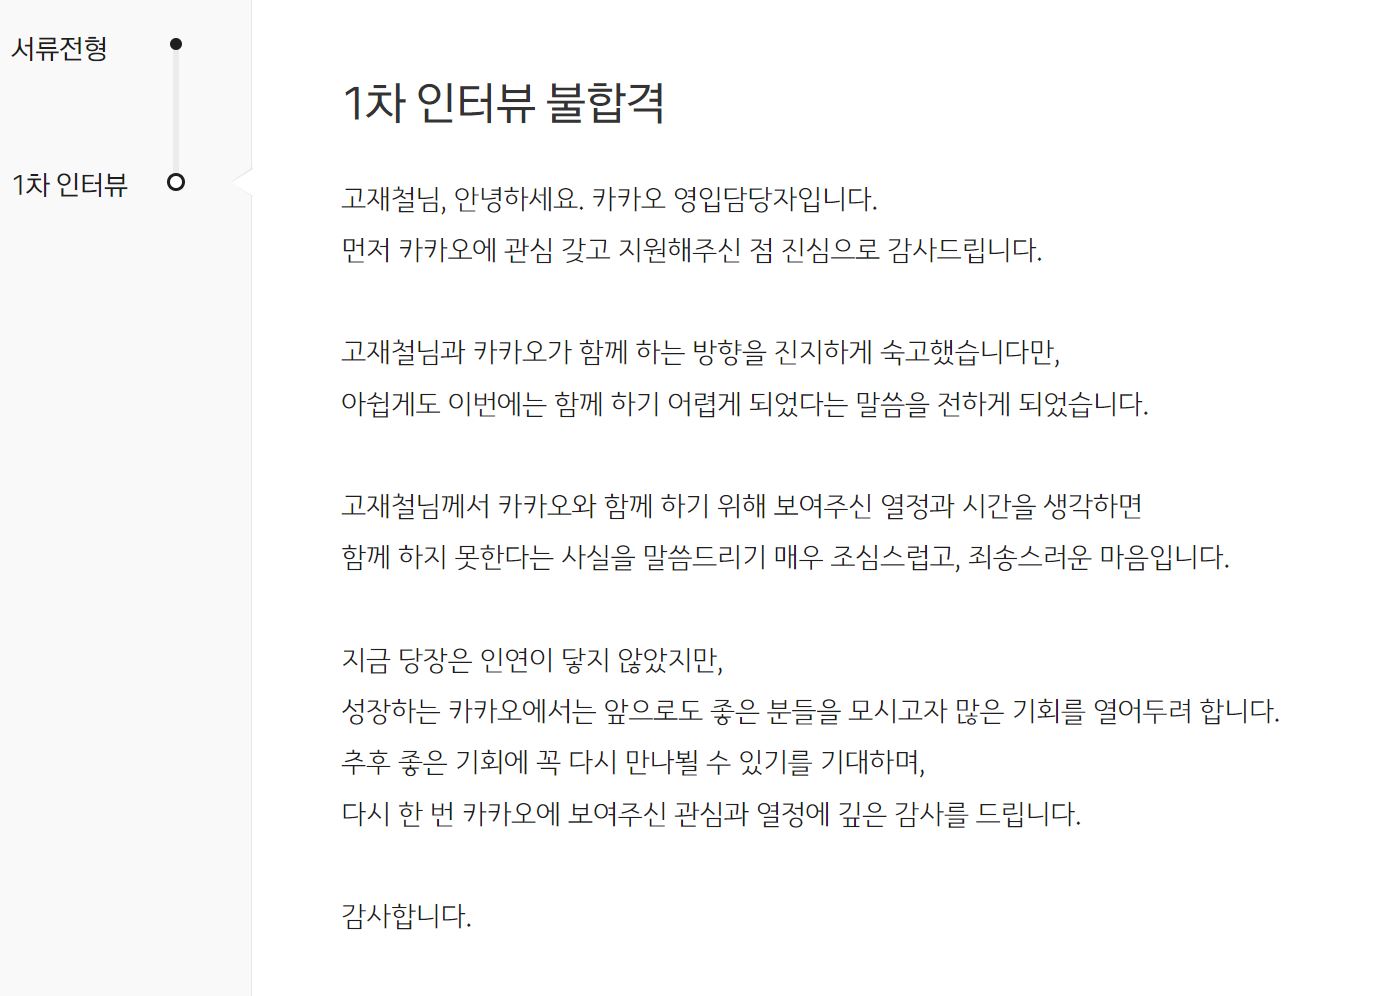 서류전형
1차 인터뷰
1차 인터뷰 불합격
고재철님, 안녕하세요. 카카오 영입담당자입니다.
먼저 카카오에 관심 갖고 지원해주신 점 진심으로 감사드립니다.
고재철님과 카카오가 함께 하는 방향을 진지하게 숙고했습니다만,
아쉽게도 이번에는 함께 하기 어렵게 되었다는 말씀을 전하게 되었습니다.
고재철님께서 카카오와 함께 하기 위해 보여주신 열정과 시간을 생각하면
함께 하지 못한다는 사실을 말씀드리기 매우 조심스럽고, 죄송스러운 마음입니다.
지금 당장은 인연이 닿지 않았지만,
성장하는 카카오에서는 앞으로도 좋은 분들을 모시고자 많은 기회를 열어두려 합니다.
추후 좋은 기회에 꼭 다시 만나뵐 수 있기를 기대하며,
다시 한 번 카카오에 보여주신 관심과 열정에 깊은 감사를 드립니다.
감사합니다.